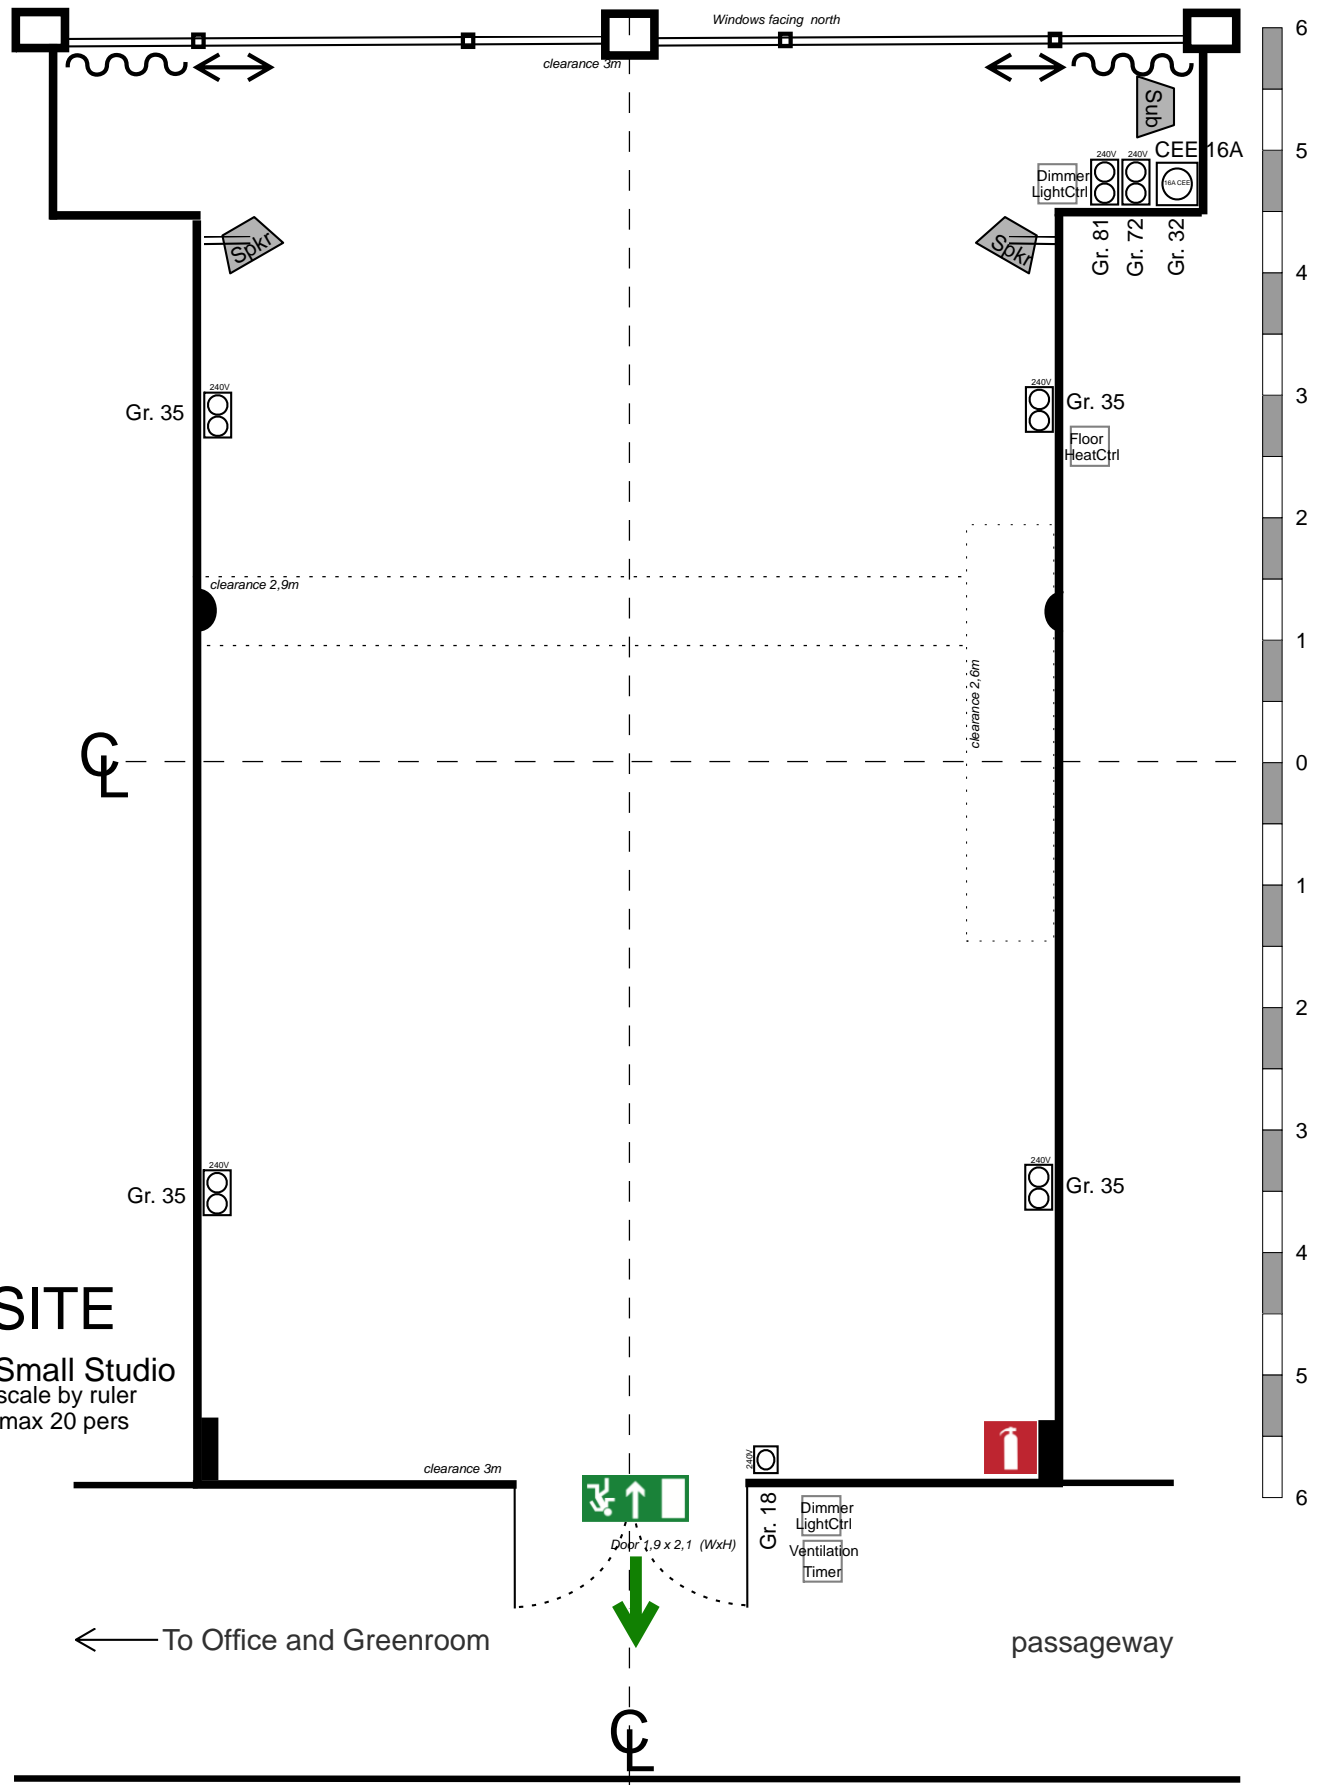 Windows facing north
clearance 3m
Sub
CEE 16A
240V
240V
16A CEE
Dimmer
LightCtrl
Gr. 81
Gr. 72
Gr. 32
Spkr
Spkr
240V
Gr. 35
240V
Gr. 35
Floor
HeatCtrl
clearance 2,9m
clearance 2,6m
CL
240V
Gr. 35
240V
Gr. 35
SITE
Small Studio
scale by ruler
max 20 pers
clearance 3m
240V
Gr. 18
Door 1,9 x 2,1 (WxH)
Dimmer
LightCtrl
Ventilation
Timer
To Office and Greenroom
passageway
CL
6
5
4
3
2
1
0
1
2
3
4
5
6